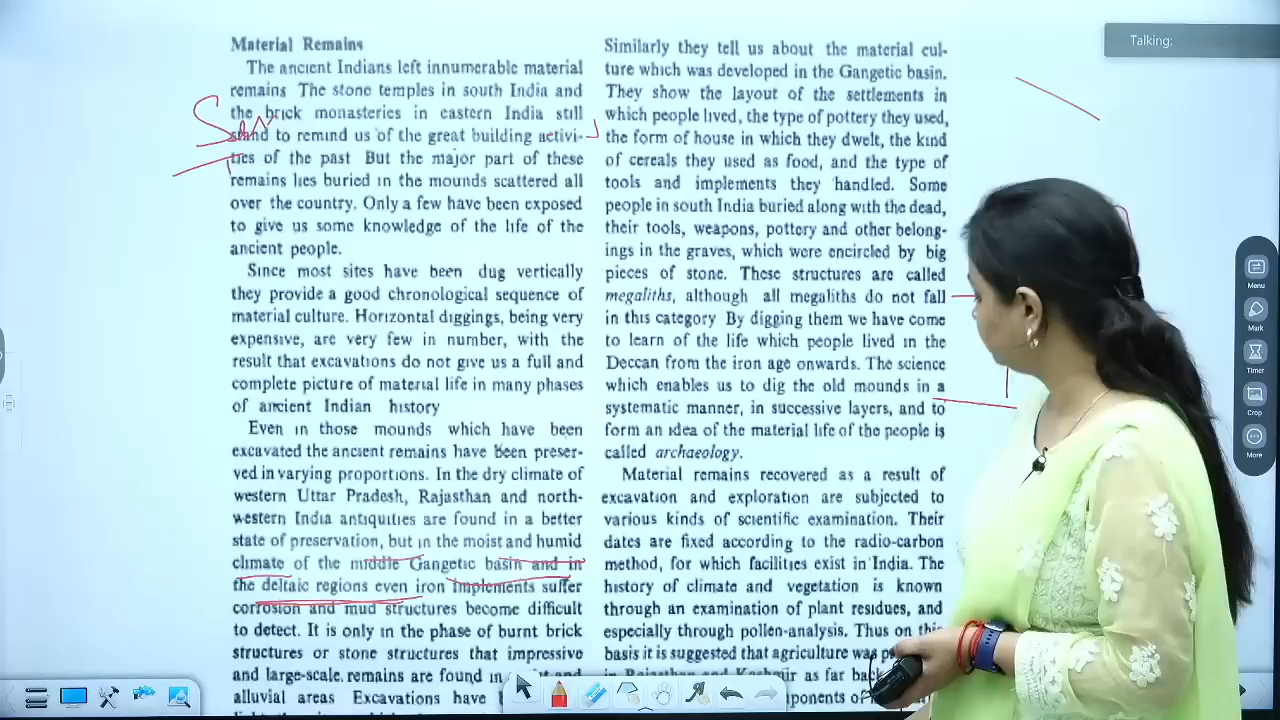 Talking:
Material Remains
The ancient Indians left innumerable material
remains The stone temples in south India and
the brick monasteries in eastern India still
stand to remind us of the great building activi-
ties of the past But the major part of these
remains lies buried in the mounds scattered all
over the country. Only a few have been exposed
to give us some knowledge of the life of the
ancient people.
Since most sites have been dug vertically
they provide a good chronological sequence of
material culture. Horizontal diggings, being very
expensive, are very few in number, with the
result that excavations do not give us a full and
complete picture of material life in many phases
of ancient Indian history
Even in those mounds which have been
excavated the ancient remains have been preser-
ved in varying proportions. In the dry climate of
western Uttar Pradesh, Rajasthan and north-
western India antiquities are found in a better
state of preservation, but in the moist and humid
climate of the middle Gangetic basin and in
the deltaic regions even iron implements suffer
corrosion and mud structures become difficult
to detect. It is only in the phase of burnt brick
structures or stone structures that impressive
and large-scale remains are found in
alluvial areas Excavations have
Similarly they tell us about the material cul-
ture which was developed in the Gangetic basin.
They show the layout of the settlements in
which people lived, the type of pottery they used,
the form of house in which they dwelt, the kind
of cereals they used as food, and the type of
tools and implements they handled. Some
people in south India buried along with the dead,
their tools, weapons, pottery and other belong-
ings in the graves, which were encircled by big
pieces of stone. These structures are called
megaliths, although all megaliths do not fall
in this category By digging them we have come
to learn of the life which people lived in the
Deccan from the iron age onwards. The science
which enables us to dig the old mounds in a
systematic manner, in successive layers, and to
form an idea of the material life of the people is
called archaeology.
Material remains recovered as a result of
excavation and exploration are subjected to
various kinds of scientific examination. Their
dates are fixed according to the radio-carbon
method, for which facilities exist in India. The
history of climate and vegetation is known
through an examination of plant residues, and
especially through pollen-analysis. Thus on this
basis it is suggested that agriculture was
in Rajasthan and Kashmir as far back
Menu
Mark
Timer
Crop
More